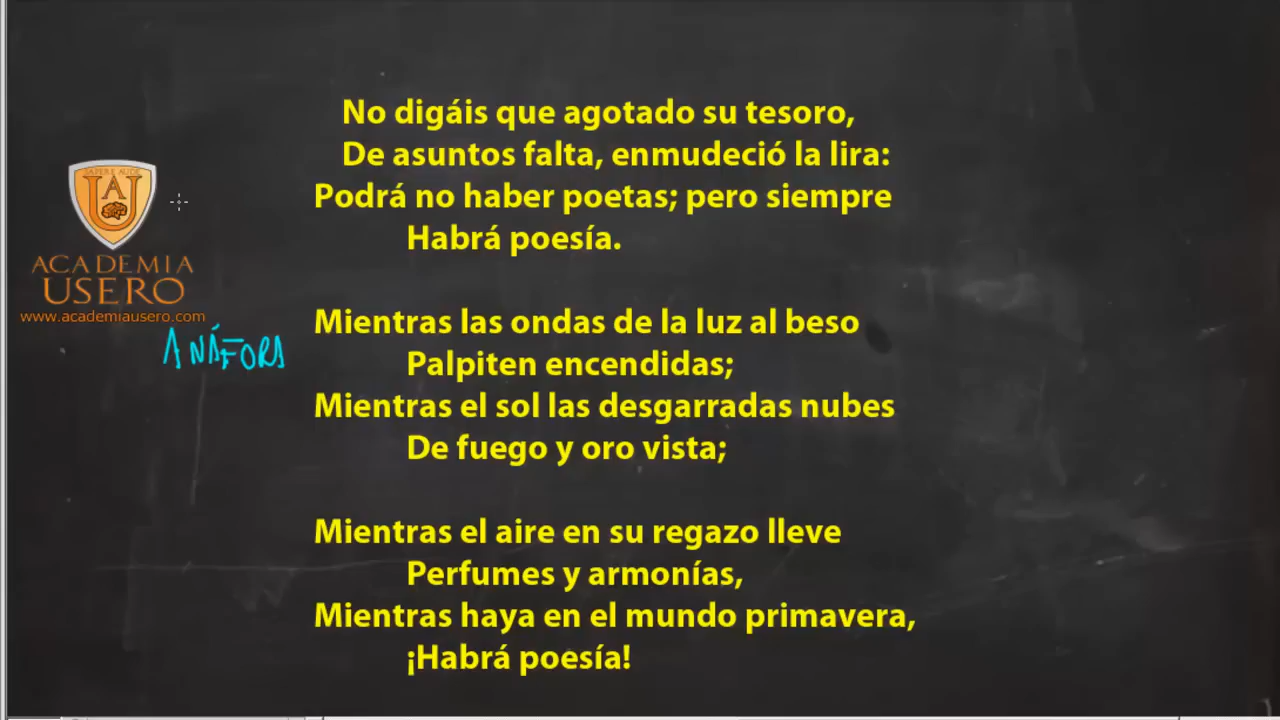 No digáis que agotado su tesoro,
De asuntos falta, enmudeció la lira:
Podrá no haber poetas; pero siempre
Habrá poesía.
SAPERE AUDE
UAJ
ACADEMIA
USERO
www.academiausero.com
ANÁFORA
Mientras las ondas de la luz al beso
Palpiten encendidas;
Mientras el sol las desgarradas nubes
De fuego y oro vista;
Mientras el aire en su regazo lleve
Perfumes y armonías,
Mientras haya en el mundo primavera,
¡Habrá poesía!